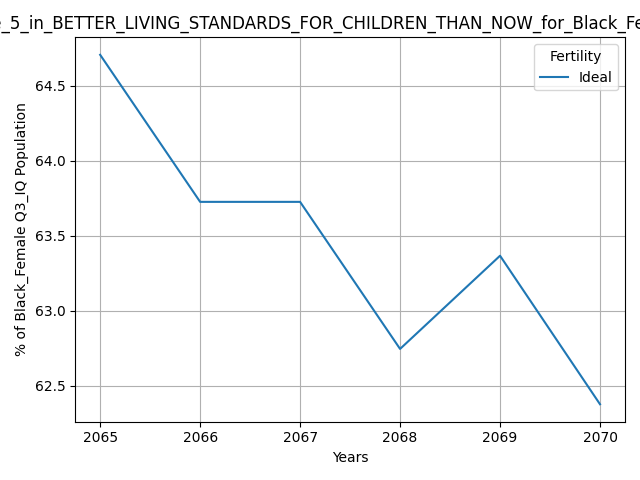 _5_in_BETTER_LIVING_STANDARDS_FOR_CHILDREN_THAN_NOW_for_Black_Fe
Fertility
Ideal
% of Black_Female Q3_IQ Population
64.5
64.0
63.5
63.0
62.5
2065 2066 2067 2068 2069 2070
Years